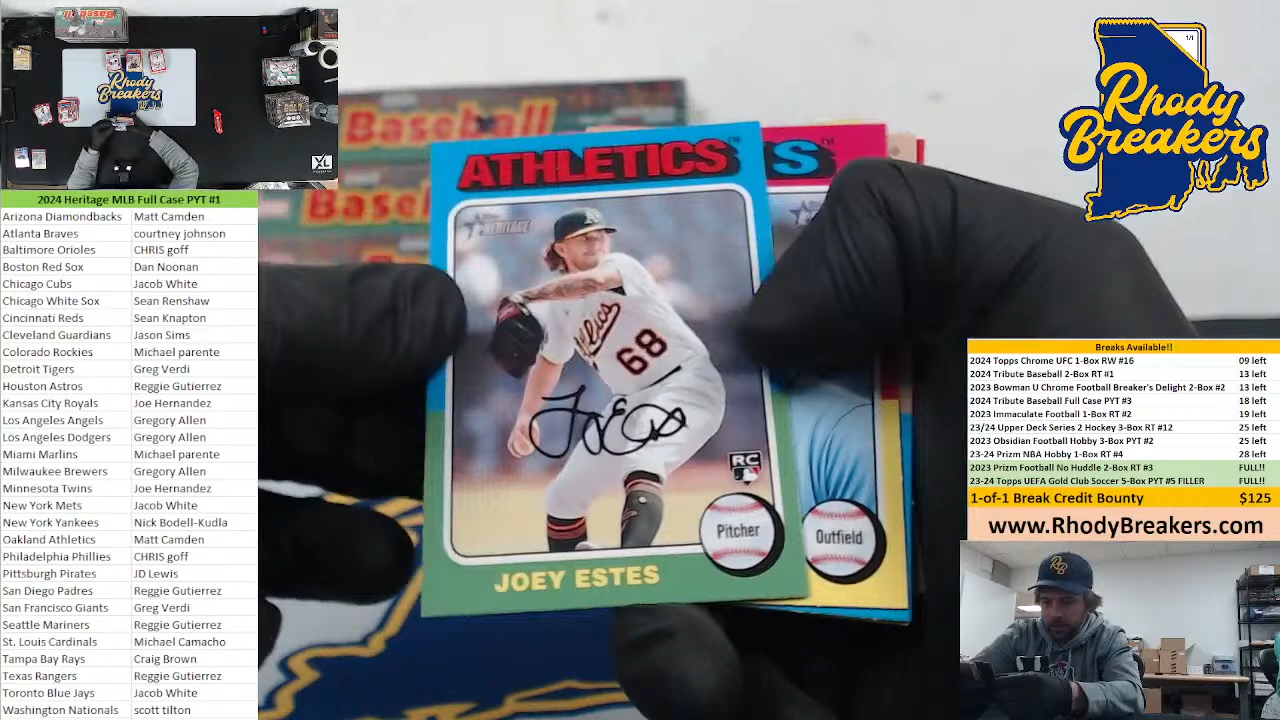 Baseball
Rhody
Breakers
XL
2024 Heritage MLB Full Case PYT #1
Arizona Diamondbacks Matt Camden
Atlanta Braves courtney johnson
Baltimore Orioles CHRIS goff
Boston Red Sox Dan Noonan
Chicago Cubs Jacob White
Chicago White Sox Sean Renshaw
Cincinnati Reds Sean Knapton
Cleveland Guardians Jason Sims
Colorado Rockies Michael parente
Detroit Tigers Greg Verdi
Houston Astros Reggie Gutierrez
Kansas City Royals Joe Hernandez
Los Angeles Angels Gregory Allen
Los Angeles Dodgers Gregory Allen
Miami Marlins Michael parente
Milwaukee Brewers Gregory Allen
Minnesota Twins Joe Hernandez
New York Mets Jacob White
New York Yankees Nick Bodell-Kudla
Oakland Athletics Matt Camden
Philadelphia Phillies CHRIS goff
Pittsburgh Pirates JD Lewis
San Diego Padres Reggie Gutierrez
San Francisco Giants Greg Verdi
Seattle Mariners Reggie Gutierrez
St. Louis Cardinals Michael Camacho
Tampa Bay Rays Craig Brown
Texas Rangers Reggie Gutierrez
Toronto Blue Jays Jacob White
Washington Nationals scott tilton
Baseball
ATHLETICS™
S™
HERITAGE
68
Joey Estes
RC
Pitcher
Outfield
JOEY ESTES
1/1
Rhody
Breakers
Breaks Available!!
2024 Topps Chrome UFC 1-Box RW #16 09 left
2024 Tribute Baseball 2-Box RT #1 13 left
2023 Bowman U Chrome Football Breaker's Delight 2-Box #2 13 left
2024 Tribute Baseball Full Case PYT #3 18 left
2023 Immaculate Football 1-Box RT #2 19 left
23/24 Upper Deck Series 2 Hockey 3-Box RT #12 25 left
2023 Obsidian Football Hobby 3-Box PYT #2 25 left
23-24 Prizm NBA Hobby 1-Box RT #4 28 left
2023 Prizm Football No Huddle 2-Box RT #3 FULL!!
23-24 Topps UEFA Gold Club Soccer 5-Box PYT #5 FILLER FULL!!
1-of-1 Break Credit Bounty $125
www.RhodyBreakers.com
RB